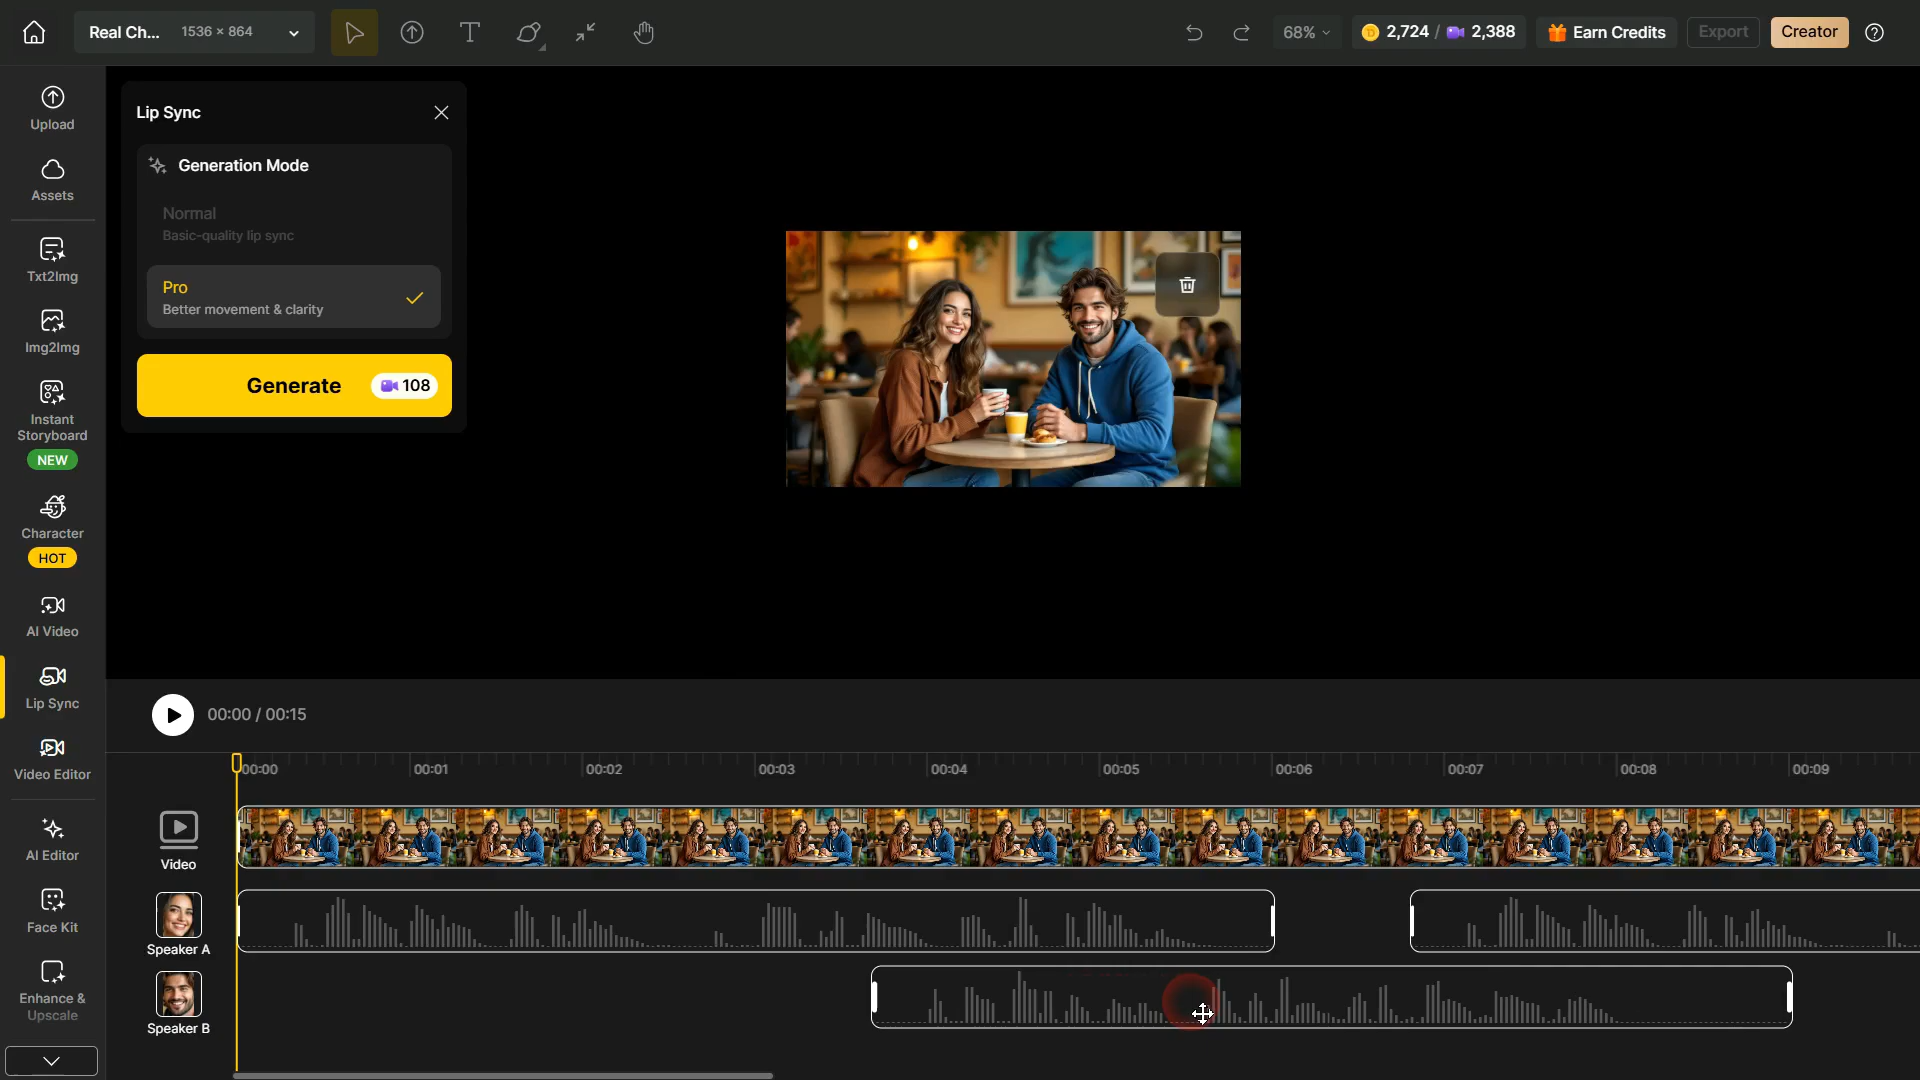 Real Ch... 1536 × 864
68%
2,724 / 2,388
Earn Credits
Export
Creator
Upload
Assets
Txt2Img
Img2Img
Instant
Storyboard
NEW
Character
HOT
AI Video
Lip Sync
Video Editor
AI Editor
Face Kit
Enhance &
Upscale
Lip Sync
Generation Mode
Normal
Basic-quality lip sync
Pro
Better movement & clarity
Generate 108
00:00 / 00:15
00:00 00:01 00:02 00:03 00:04 00:05 00:06 00:07 00:08 00:09
Video
Speaker A
Speaker B